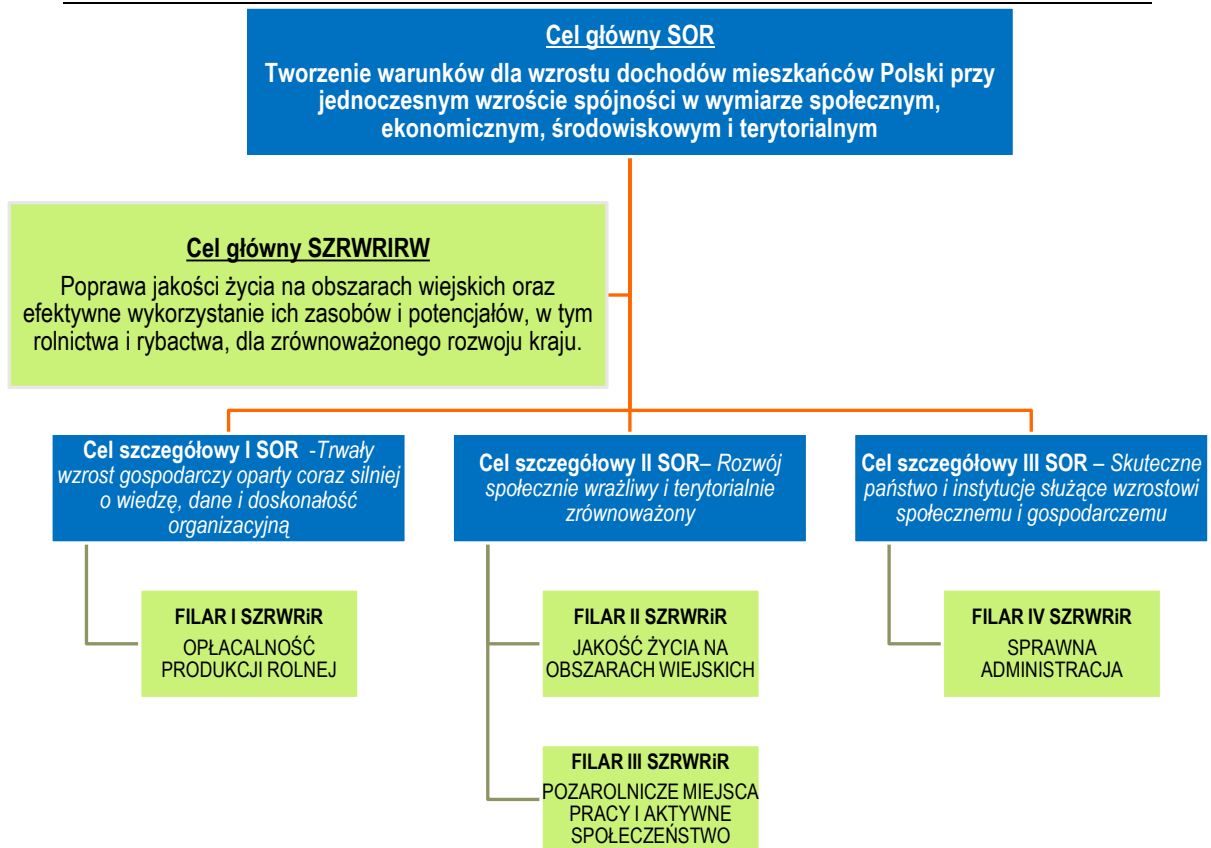 Cel główny SOR
Tworzenie warunków dla wzrostu dochodów mieszkańców Polski przy
jednoczesnym wzroście spójności w wymiarze społecznym,
ekonomicznym, środowiskowym i terytorialnym
Cel główny SZRWRIRW
Poprawa jakości życia na obszarach wiejskich oraz
efektywne wykorzystanie ich zasobów i potencjałów, w tym
rolnictwa i rybactwa, dla zrównoważonego rozwoju kraju.
Cel szczegółowy I SOR -Trwały
wzrost gospodarczy oparty coraz silniej
o wiedzę, dane i doskonałość
organizacyjną
Cel szczegółowy II SOR– Rozwój
społecznie wrażliwy i terytorialnie
zrównoważony
Cel szczegółowy III SOR – Skuteczne
państwo i instytucje służące wzrostowi
społecznemu i gospodarczemu
FILAR I SZRWRiR
OPŁACALNOŚĆ
PRODUKCJI ROLNEJ
FILAR II SZRWRiR
JAKOŚĆ ŻYCIA NA
OBSZARACH WIEJSKICH
FILAR IV SZRWRiR
SPRAWNA
ADMINISTRACJA
FILAR III SZRWRiR
POZAROLNICZE MIEJSCA
PRACY I AKTYWNE
SPOŁECZEŃSTWO